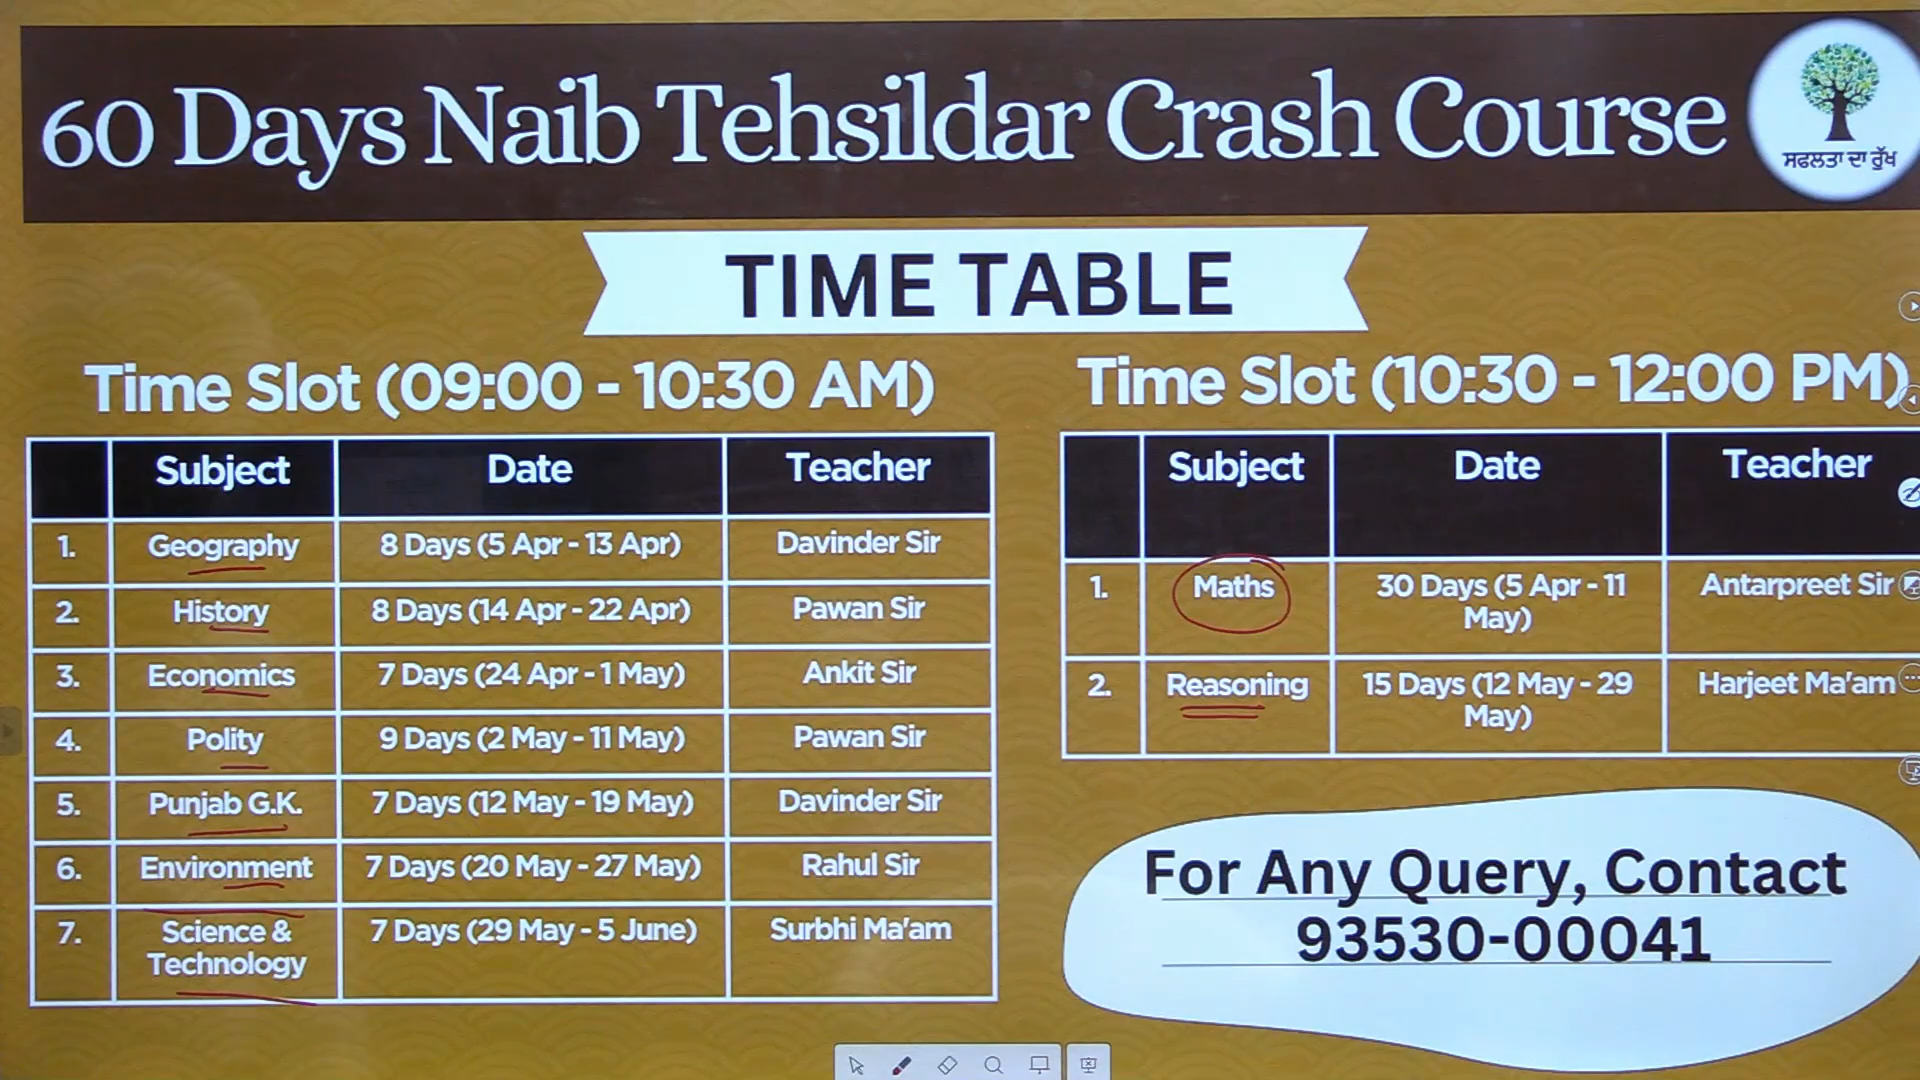 60 Days Naib Tehsildar Crash Course
ਸਫਲਤਾ ਦਾ ਰੁੱਖ
TIME TABLE
Time Slot (09:00 - 10:30 AM)
Subject Date Teacher
1. Geography 8 Days (5 Apr - 13 Apr) Davinder Sir
2. History 8 Days (14 Apr - 22 Apr) Pawan Sir
3. Economics 7 Days (24 Apr - 1 May) Ankit Sir
4. Polity 9 Days (2 May - 11 May) Pawan Sir
5. Punjab G.K. 7 Days (12 May - 19 May) Davinder Sir
6. Environment 7 Days (20 May - 27 May) Rahul Sir
7. Science & 7 Days (29 May - 5 June) Surbhi Ma'am
Technology
Time Slot (10:30 - 12:00 PM)
Subject Date Teacher
1. Maths 30 Days (5 Apr - 11 Antarpreet Sir
May)
2. Reasoning 15 Days (12 May - 29 Harjeet Ma'am
May)
For Any Query, Contact
93530-00041